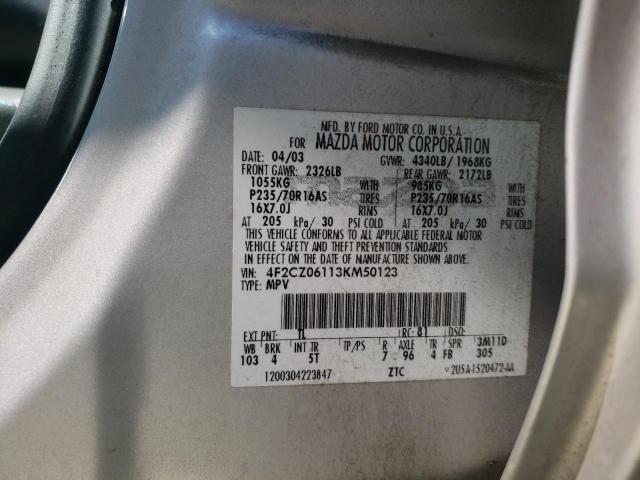 MFD. BY FORD MOTOR CO. IN U.S.A.
FOR MAZDA MOTOR CORPORATION
DATE: 04/03 GVWR: 4340LB/1968KG
FRONT GAWR: 2326LB REAR GAWR: 2172LB
1055KG WITH 985KG WITH
P235/70R16AS TIRES P235/70R16AS TIRES
16X7.0J RIMS 16X7.0J RIMS
AT 205 kPa/30 PSI COLD AT 205 kPa/30 PSI COLD
THIS VEHICLE CONFORMS TO ALL APPLICABLE FEDERAL MOTOR
VEHICLE SAFETY AND THEFT PREVENTION STANDARDS
IN EFFECT ON THE DATE OF MANUFACTURE SHOWN ABOVE.
VIN: 4F2CZ06113KM50123
TYPE: MPV
EXT PNT: TL RC: 81 DSO:
WB BRK INT TR TP/PS R AXLE TR SPR 3M11D
103 4 5T 7 96 4 FB 305
1200304223847 ZTC V2U5A-1520472-AA